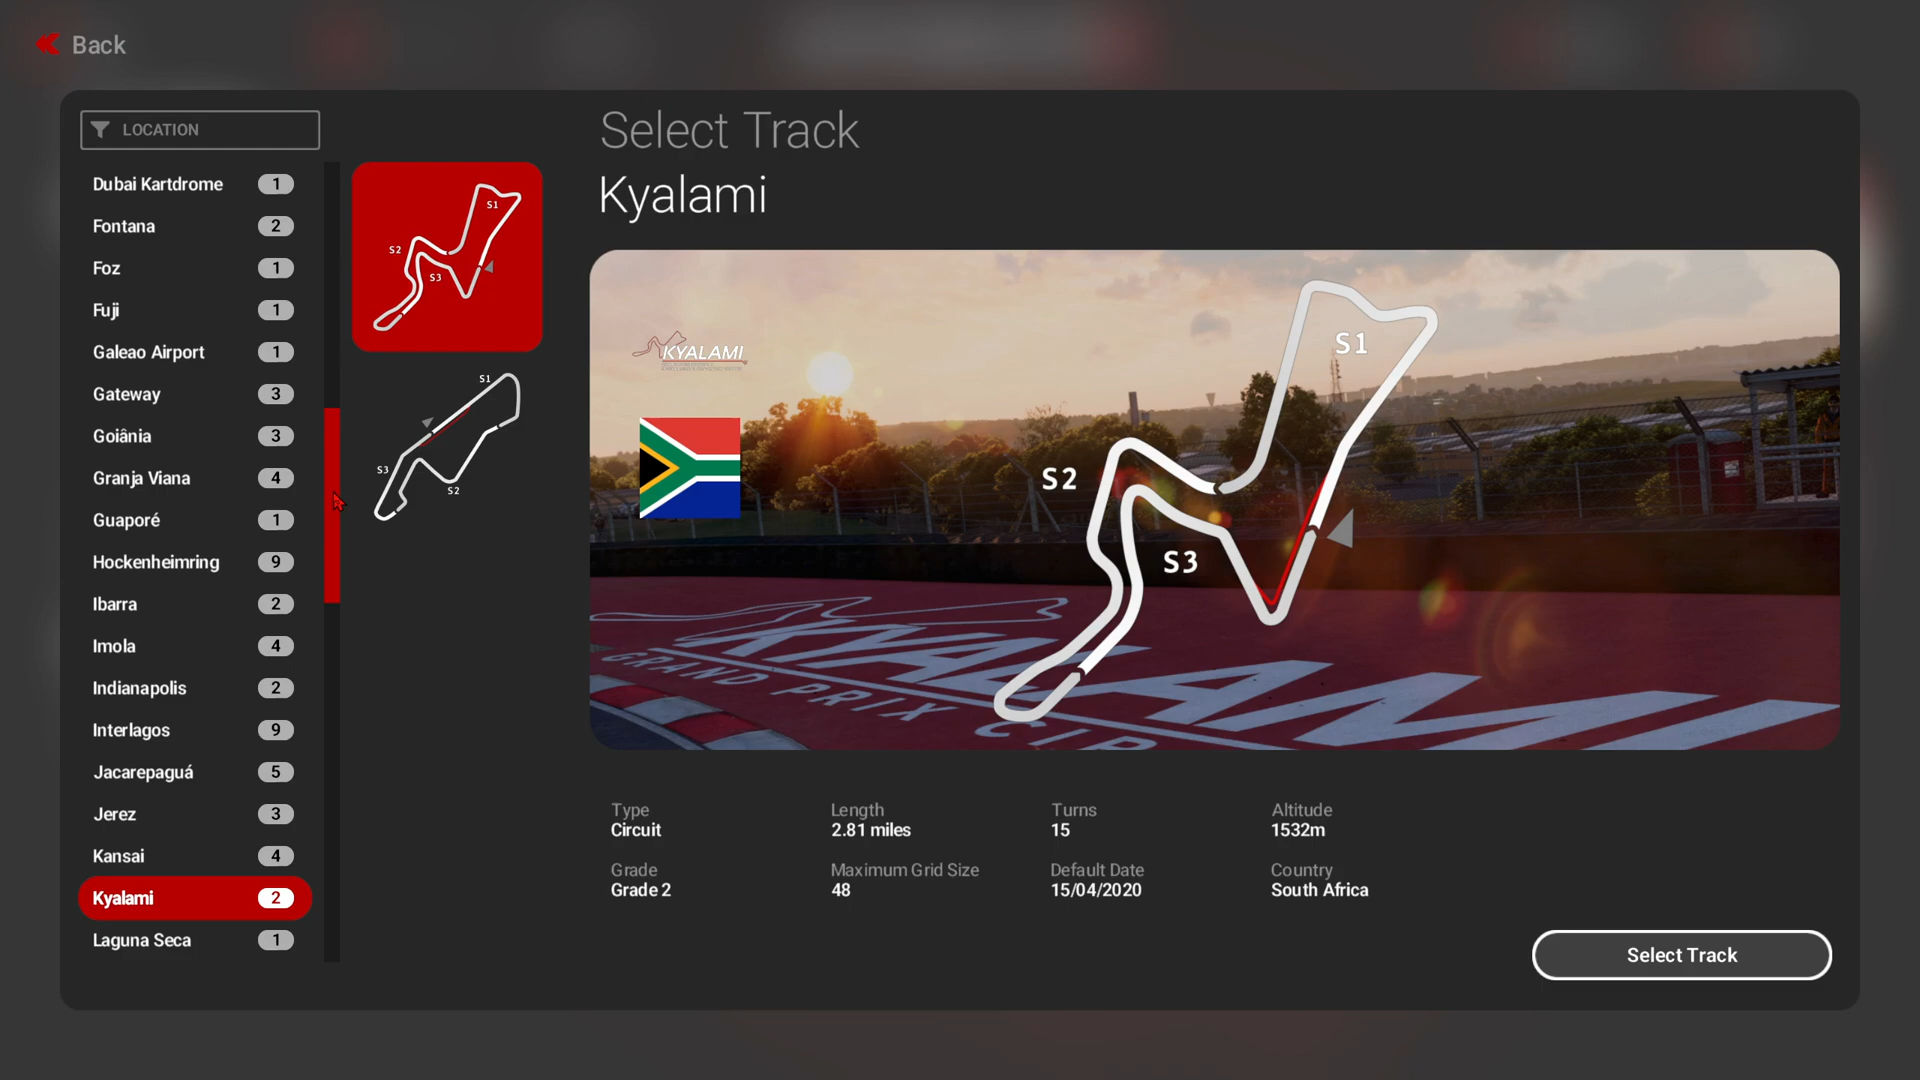 Back
LOCATION
Dubai Kartdrome 1
Fontana 2
Foz 1
Fuji 1
Galeao Airport 1
Gateway 3
Goiânia 3
Granja Viana 4
Guaporé 1
Hockenheimring 9
Ibarra 2
Imola 4
Indianapolis 2
Interlagos 9
Jacarepaguá 5
Jerez 3
Kansai 4
Kyalami 2
Laguna Seca 1
S1
S2
S3
S1
S3
S2
Select Track
Kyalami
KYALAMI
S1
S2
S3
KYALAMI
GRAND PRIX CIR
Type
Circuit
Length
2.81 miles
Turns
15
Altitude
1532m
Grade
Grade 2
Maximum Grid Size
48
Default Date
15/04/2020
Country
South Africa
Select Track